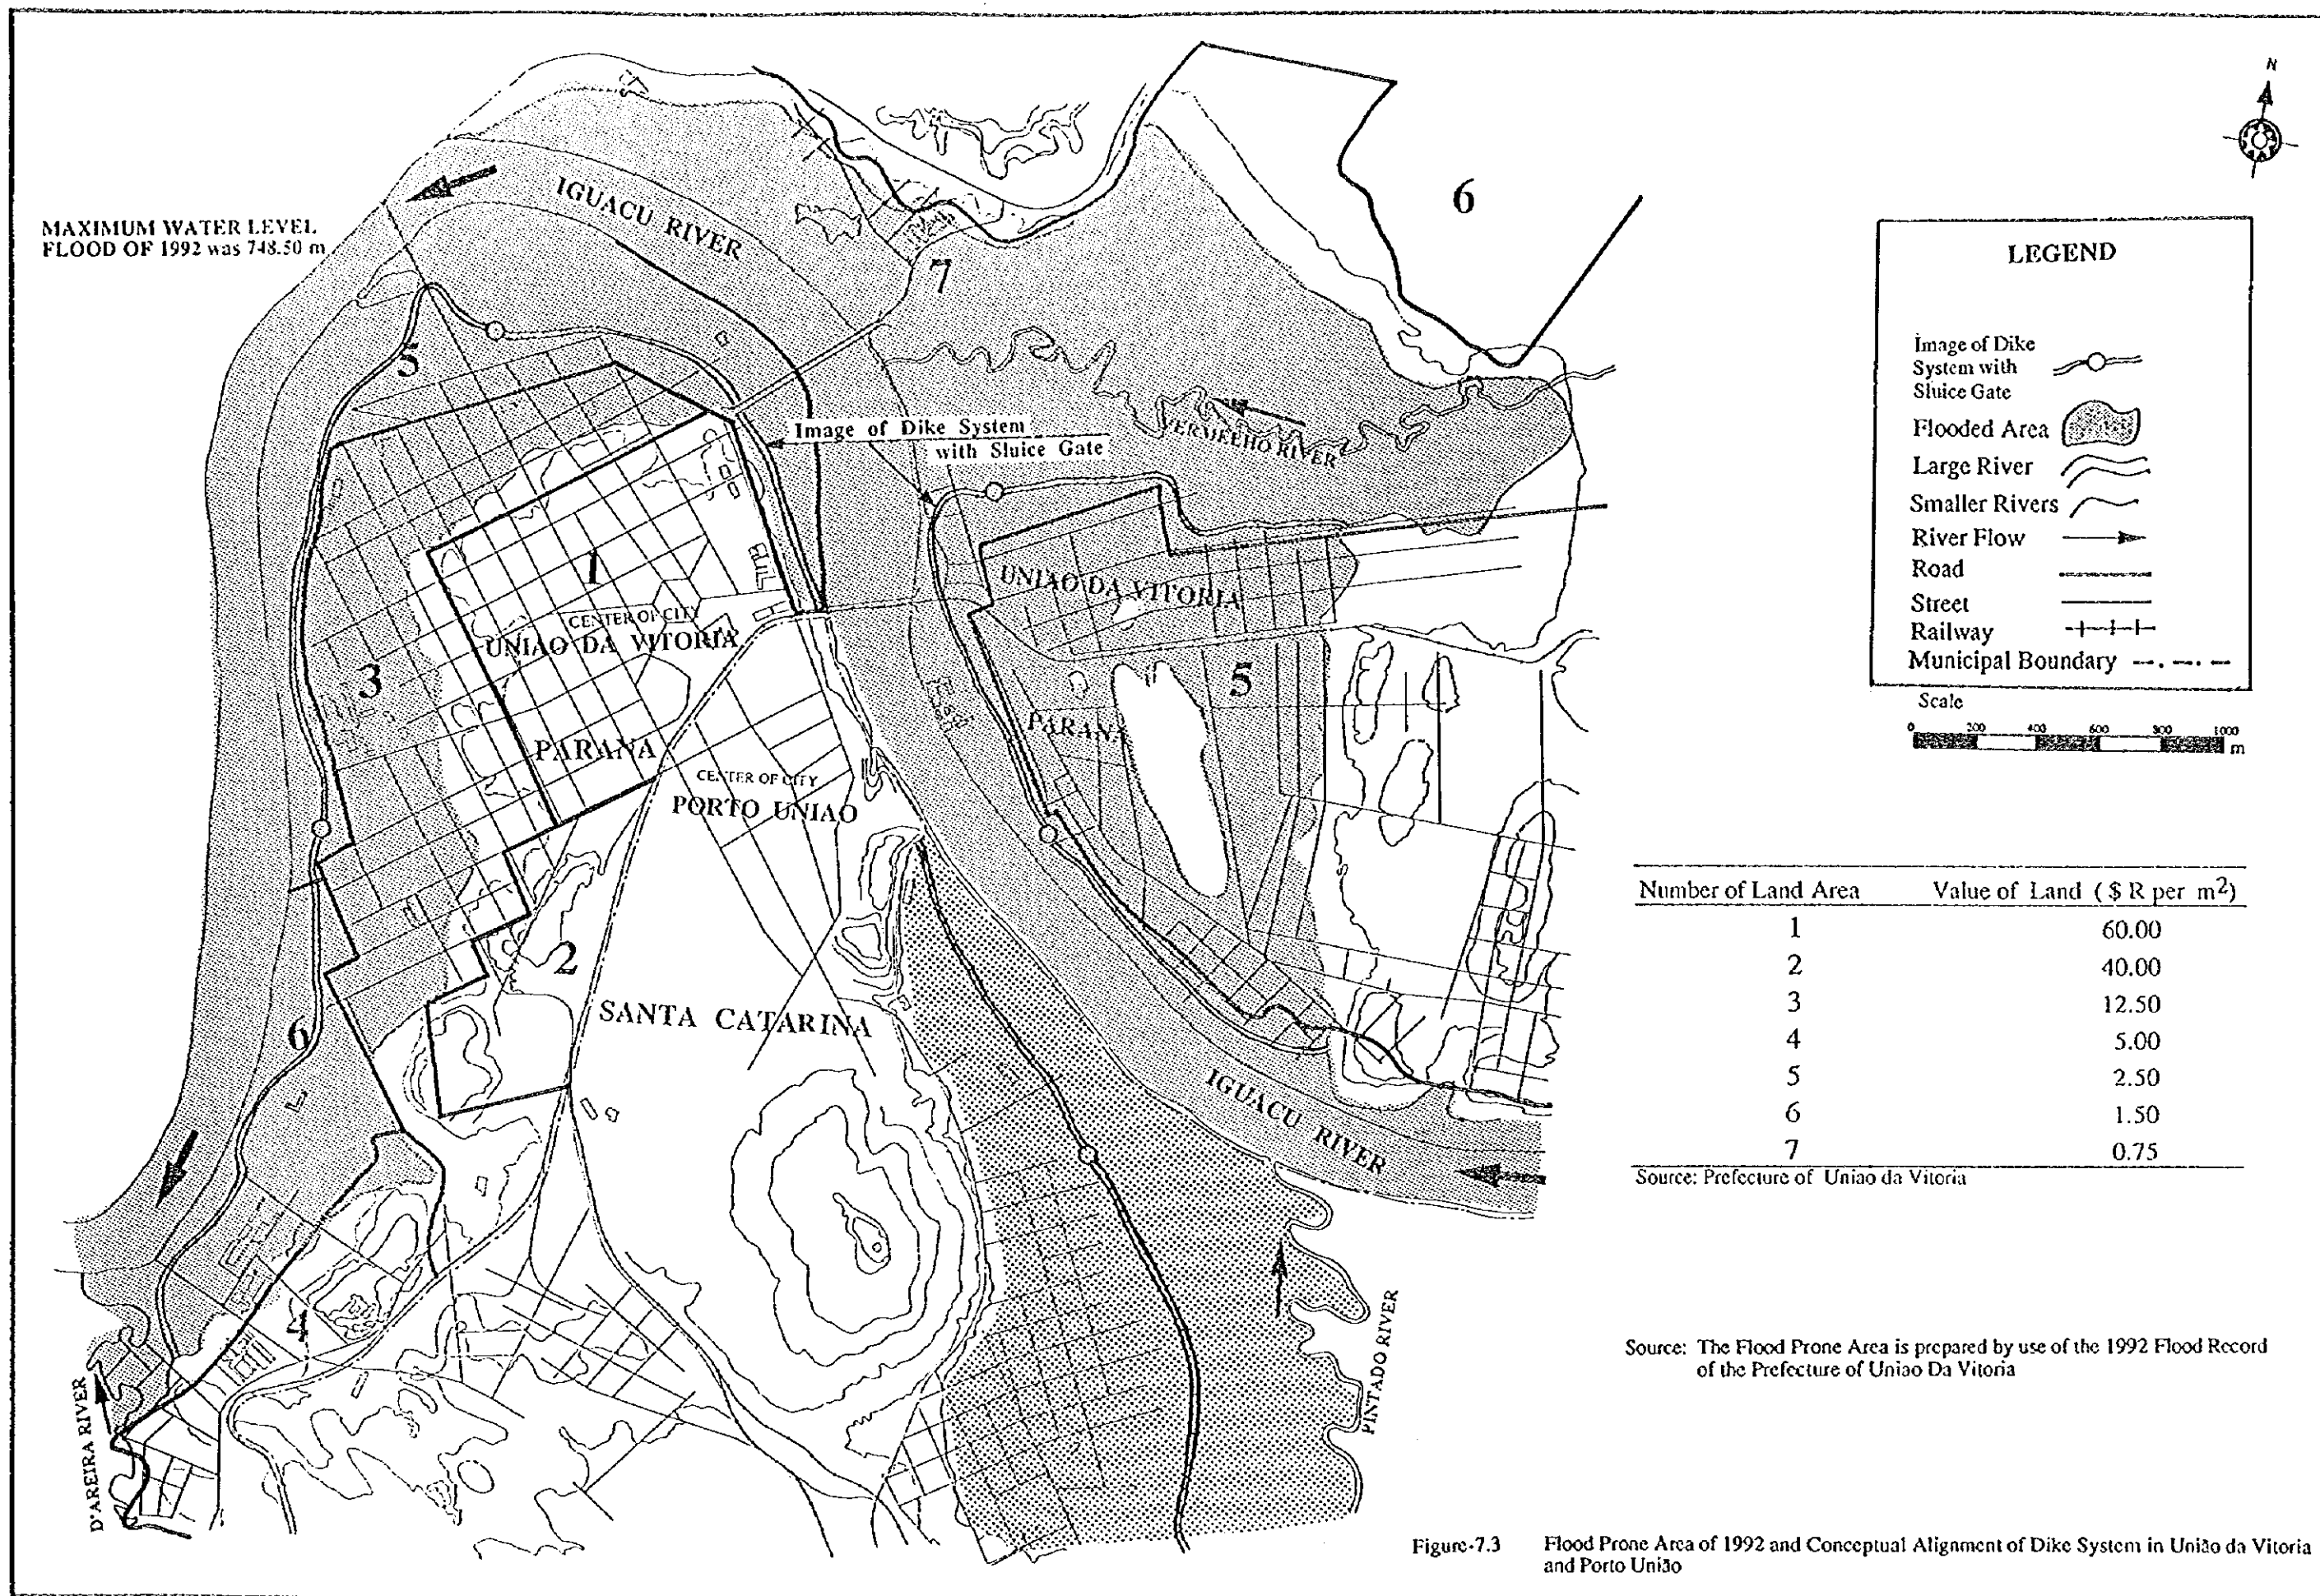 N
6
IGUACU RIVER
MAXIMUM WATER LEVEL
FLOOD OF 1992 was 748.50 m
7
5
Image of Dike System
with Sluice Gate
VERMELHO RIVER
1
CENTER OF CITY
UNIAO DA VITORIA
UNIAO DA VITORIA
3
5
PARANA
PARANA
CENTER OF CITY
PORTO UNIAO
2
SANTA CATARINA
6
IGUACU RIVER
4
D'AREIRA RIVER
PINTADO RIVER
LEGEND
Image of Dike
System with
Sluice Gate
Flooded Area
Large River
Smaller Rivers
River Flow
Road
Street
Railway
Municipal Boundary
Scale
0 200 400 600 800 1000
m
Number of Land Area Value of Land ( $ R per m²)
1 60.00
2 40.00
3 12.50
4 5.00
5 2.50
6 1.50
7 0.75
Source: Prefecture of Uniao da Vitoria
Source: The Flood Prone Area is prepared by use of the 1992 Flood Record
of the Prefecture of Uniao Da Vitoria
Figure-7.3 Flood Prone Area of 1992 and Conceptual Alignment of Dike System in União da Vitoria
and Porto União